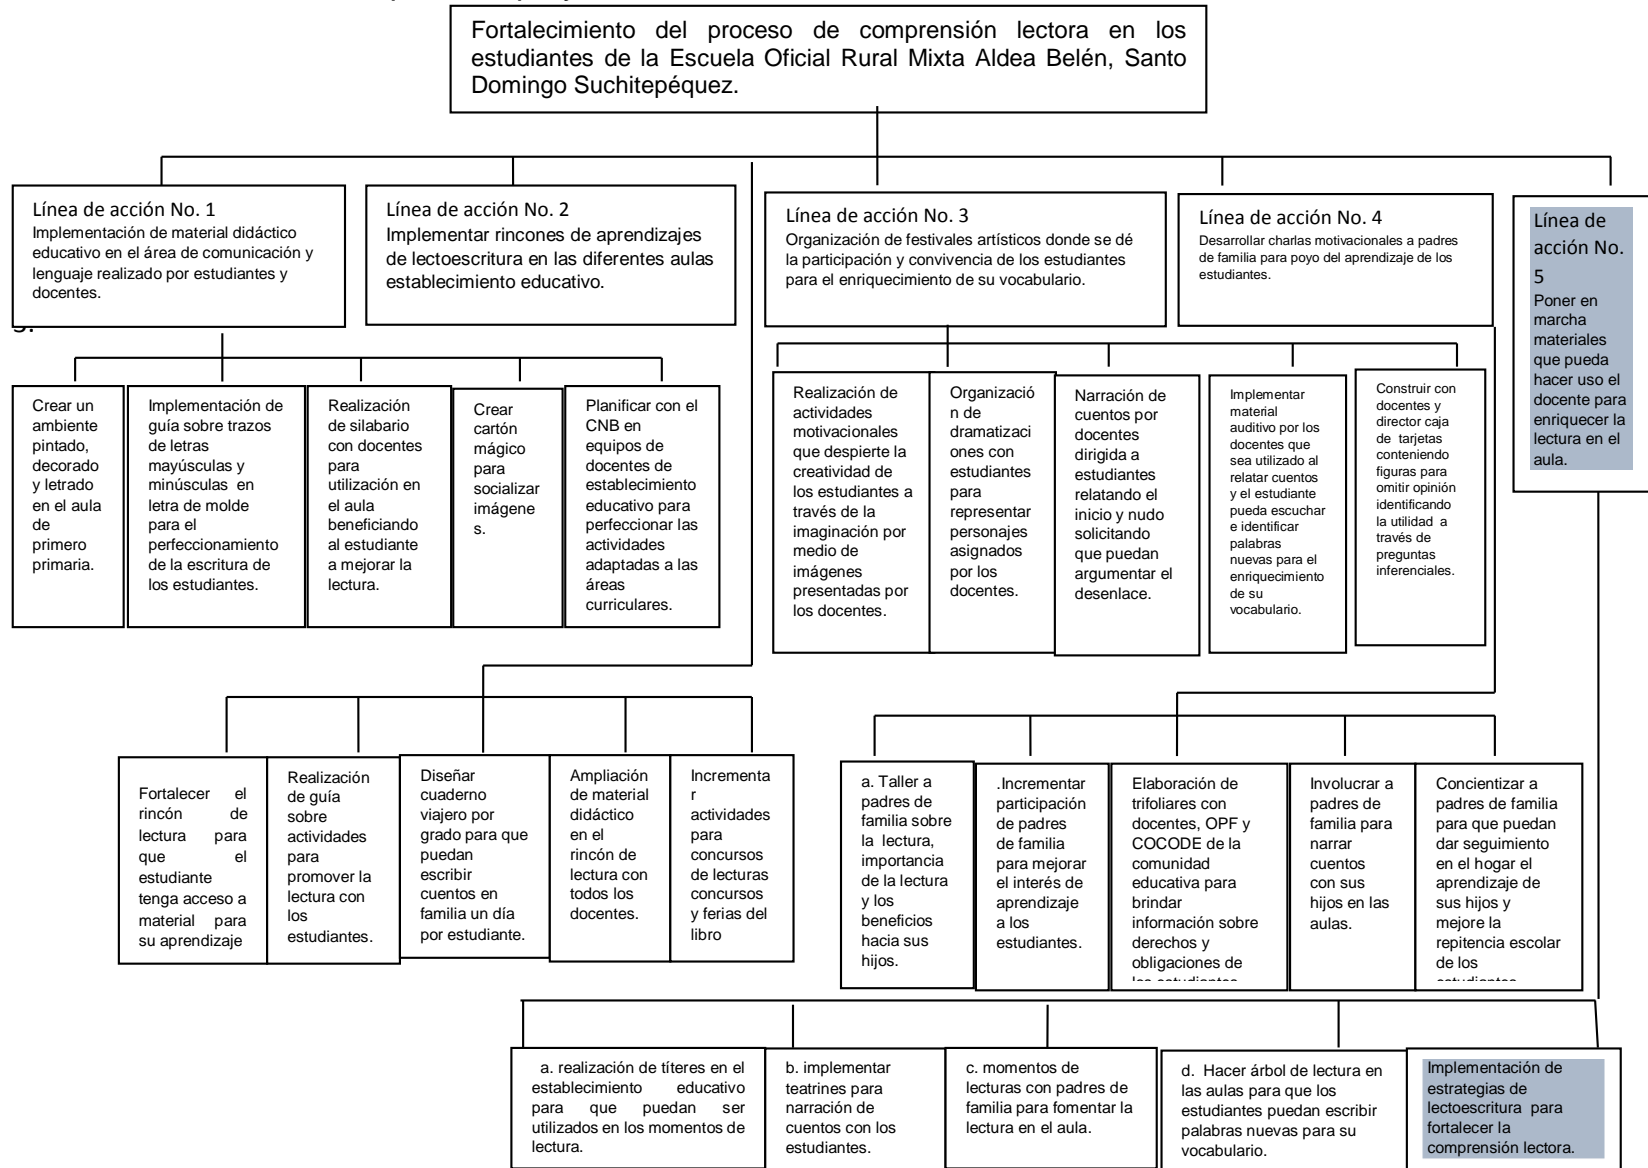 Fortalecimiento del proceso de comprensión lectora en los
estudiantes de la Escuela Oficial Rural Mixta Aldea Belén, Santo
Domingo Suchitepéquez.
Línea de acción No. 1
Implementación de material didáctico
educativo en el área de comunicación y
lenguaje realizado por estudiantes y
docentes.
Línea de acción No. 2
Implementar rincones de aprendizajes
de lectoescritura en las diferentes aulas
establecimiento educativo.
Línea de acción No. 3
Organización de festivales artísticos donde se dé
la participación y convivencia de los estudiantes
para el enriquecimiento de su vocabulario.
Línea de acción No. 4
Desarrollar charlas motivacionales a padres
de familia para poyo del aprendizaje de los
estudiantes.
Línea de
acción No.
5
Poner en
marcha
materiales
que pueda
hacer uso el
docente para
enriquecer la
lectura en el
aula.
Crear un
ambiente
pintado,
decorado
y letrado
en el aula
de
primero
primaria.
Implementación de
guía sobre trazos
de letras
mayúsculas y
minúsculas en
letra de molde
para el
perfeccionamiento
de la escritura de
los estudiantes.
Realización
de silabario
con docentes
para
utilización en
el aula
beneficiando
al estudiante
a mejorar la
lectura.
Crear
cartón
mágico
para
socializar
imágene
s.
Planificar con el
CNB en
equipos de
docentes de
establecimiento
educativo para
perfeccionar las
actividades
adaptadas a las
áreas
curriculares.
Realización de
actividades
motivacionales
que despierte la
creatividad de
los estudiantes a
través de la
imaginación por
medio de
imágenes
presentadas por
los docentes.
Organizació
n de
dramatizaci
ones con
estudiantes
para
representar
personajes
asignados
por los
docentes.
Narración de
cuentos por
docentes
dirigida a
estudiantes
relatando el
inicio y nudo
solicitando
que puedan
argumentar el
desenlace.
Implementar
material
auditivo por los
docentes que
sea utilizado al
relatar cuentos
y el estudiante
pueda escuchar
e identificar
palabras
nuevas para el
enriquecimiento
de su
vocabulario.
Construir con
docentes y
director caja
de tarjetas
conteniendo
figuras para
omitir opinión
identificando
la utilidad a
través de
preguntas
inferenciales.
Fortalecer el
rincón de
lectura para
que el
estudiante
tenga acceso a
material para
su aprendizaje
Realización
de guía
sobre
actividades
para
promover la
lectura con
los
estudiantes.
Diseñar
cuaderno
viajero por
grado para que
puedan
escribir
cuentos en
familia un día
por estudiante.
Ampliación
de material
didáctico
en el
rincón de
lectura con
todos los
docentes.
Incrementa
r
actividades
para
concursos
de lecturas
concursos
y ferias del
libro
a. Taller a
padres de
familia sobre
la lectura,
importancia
de la lectura
y los
beneficios
hacia sus
hijos.
.Incrementar
participación
de padres
de familia
para mejorar
el interés de
aprendizaje
a los
estudiantes.
Elaboración de
trifoliares con
docentes, OPF y
COCODE de la
comunidad
educativa para
brindar
información sobre
derechos y
obligaciones de
los estudiantes
Involucrar a
padres de
familia para
narrar
cuentos
con sus
hijos en las
aulas.
Concientizar a
padres de familia
para que puedan
dar seguimiento
en el hogar el
aprendizaje de
sus hijos y
mejore la
repitencia escolar
de los
estudiantes
a. realización de títeres en el
establecimiento educativo
para que puedan ser
utilizados en los momentos de
lectura.
b. implementar
teatrines para
narración de
cuentos con los
estudiantes.
c. momentos de
lecturas con padres de
familia para fomentar la
lectura en el aula.
d. Hacer árbol de lectura en
las aulas para que los
estudiantes puedan escribir
palabras nuevas para su
vocabulario.
Implementación de
estrategias de
lectoescritura para
fortalecer la
comprensión lectora.